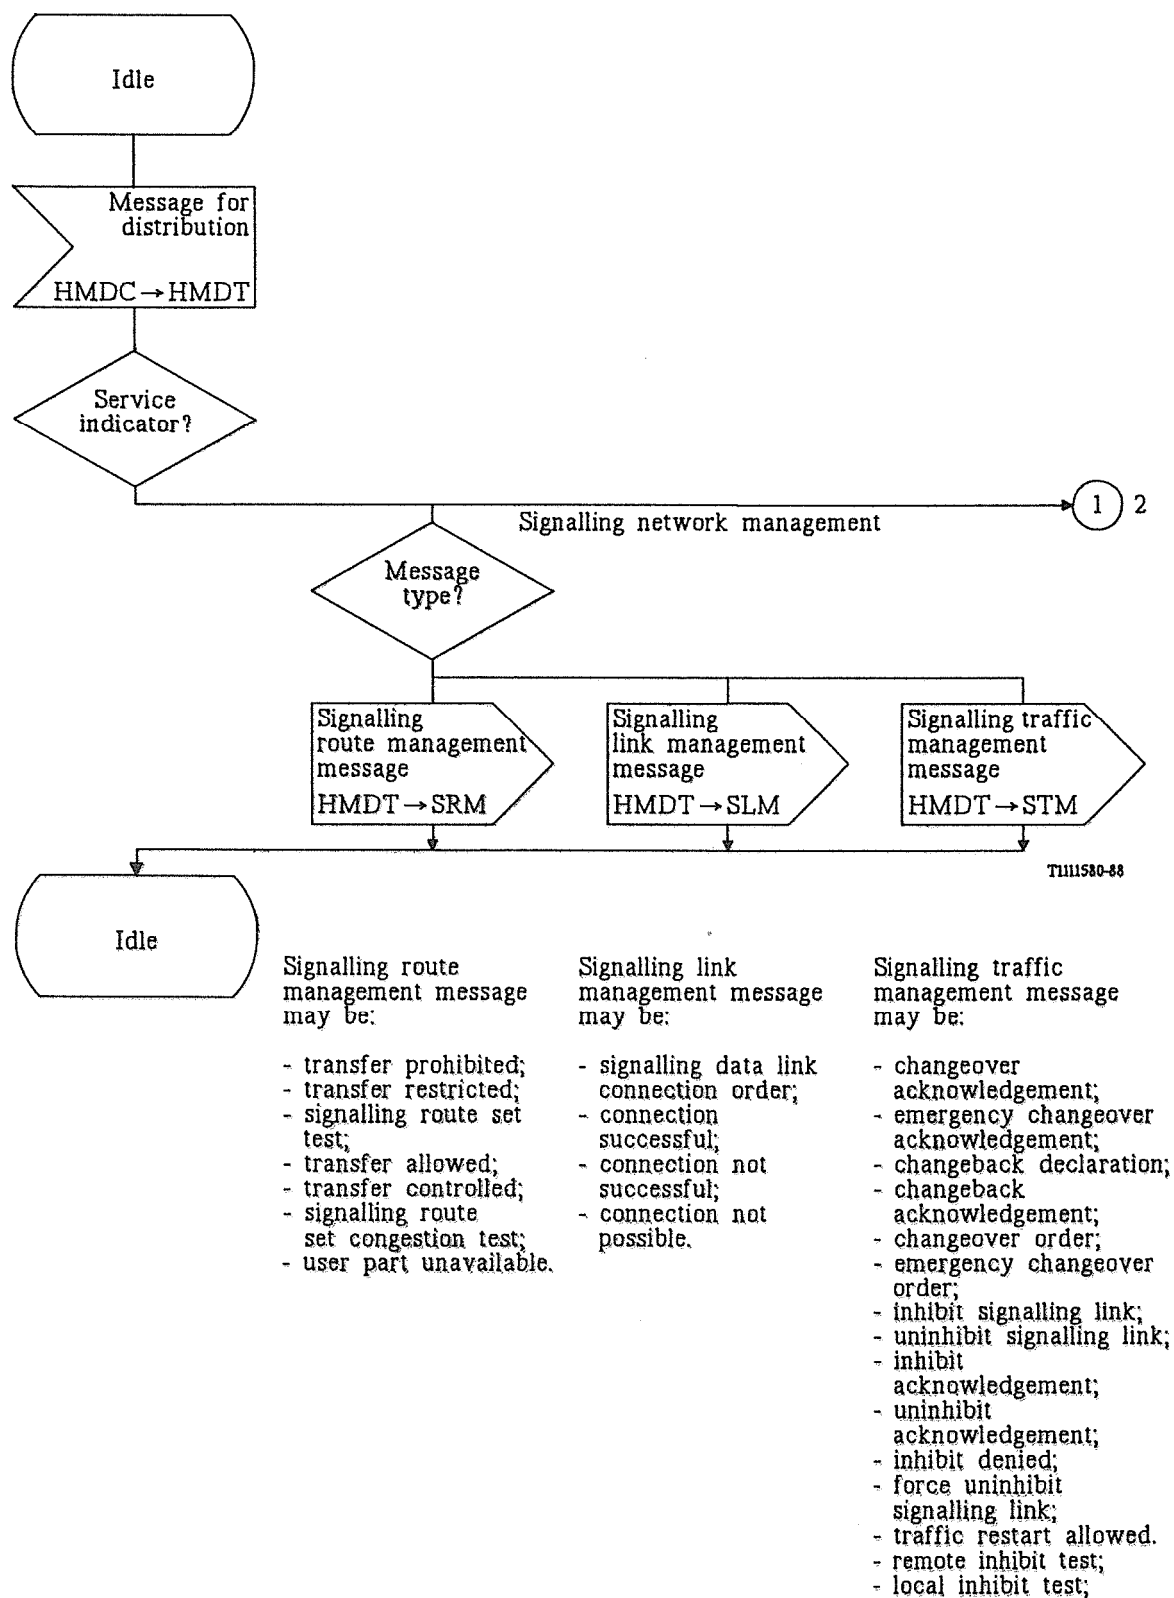 Idle
Message for
distribution
HMDC → HMDT
Service
indicator?
1 2
Signalling network management
Message
type?
Signalling
route management
message
HMDT → SRM
Signalling
link management
message
HMDT → SLM
Signalling traffic
management
message
HMDT → STM
T1111580-88
Idle
Signalling route
management message
may be:
- transfer prohibited;
- transfer restricted;
- signalling route set
test;
- transfer allowed;
- transfer controlled;
- signalling route
set congestion test;
- user part unavailable.
Signalling link
management message
may be:
- signalling data link
connection order;
- connection
successful;
- connection not
successful;
- connection not
possible.
Signalling traffic
management message
may be:
- changeover
acknowledgement;
- emergency changeover
acknowledgement;
- changeback declaration;
- changeback
acknowledgement;
- changeover order;
- emergency changeover
order;
- inhibit signalling link;
- uninhibit signalling link;
- inhibit
acknowledgement;
- uninhibit
acknowledgement;
- inhibit denied;
- force uninhibit
signalling link;
- traffic restart allowed.
- remote inhibit test;
- local inhibit test;